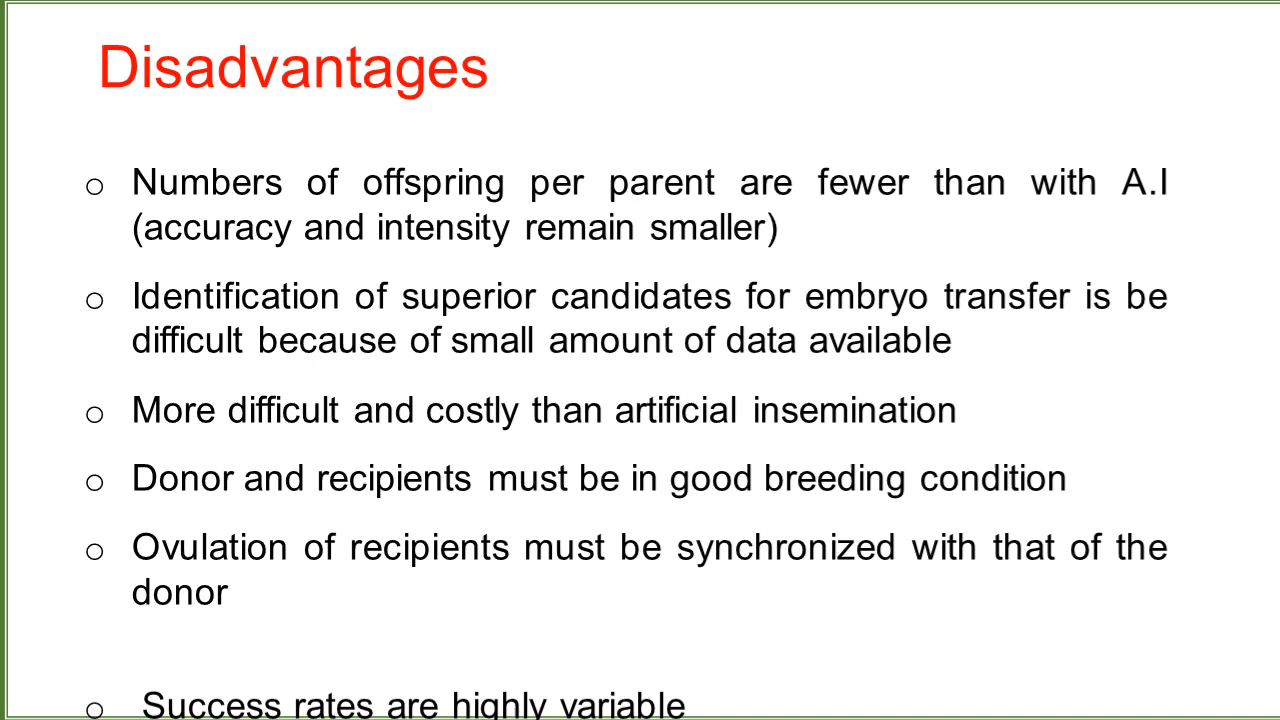 Disadvantages
o Numbers of offspring per parent are fewer than with A.I
(accuracy and intensity remain smaller)
o Identification of superior candidates for embryo transfer is be
difficult because of small amount of data available
o More difficult and costly than artificial insemination
o Donor and recipients must be in good breeding condition
o Ovulation of recipients must be synchronized with that of the
donor
o Success rates are highly variable